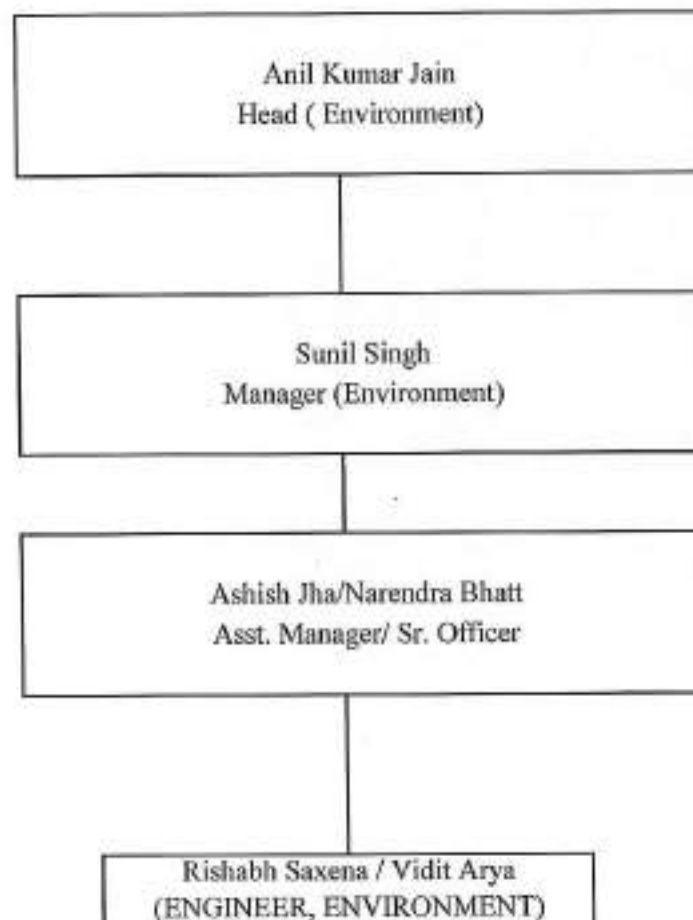 Anil Kumar Jain
Head ( Environment)
Sunil Singh
Manager (Environment)
Ashish Jha/Narendra Bhatt
Asst. Manager/ Sr. Officer
Rishabh Saxena / Vidit Arya
(ENGINEER, ENVIRONMENT)